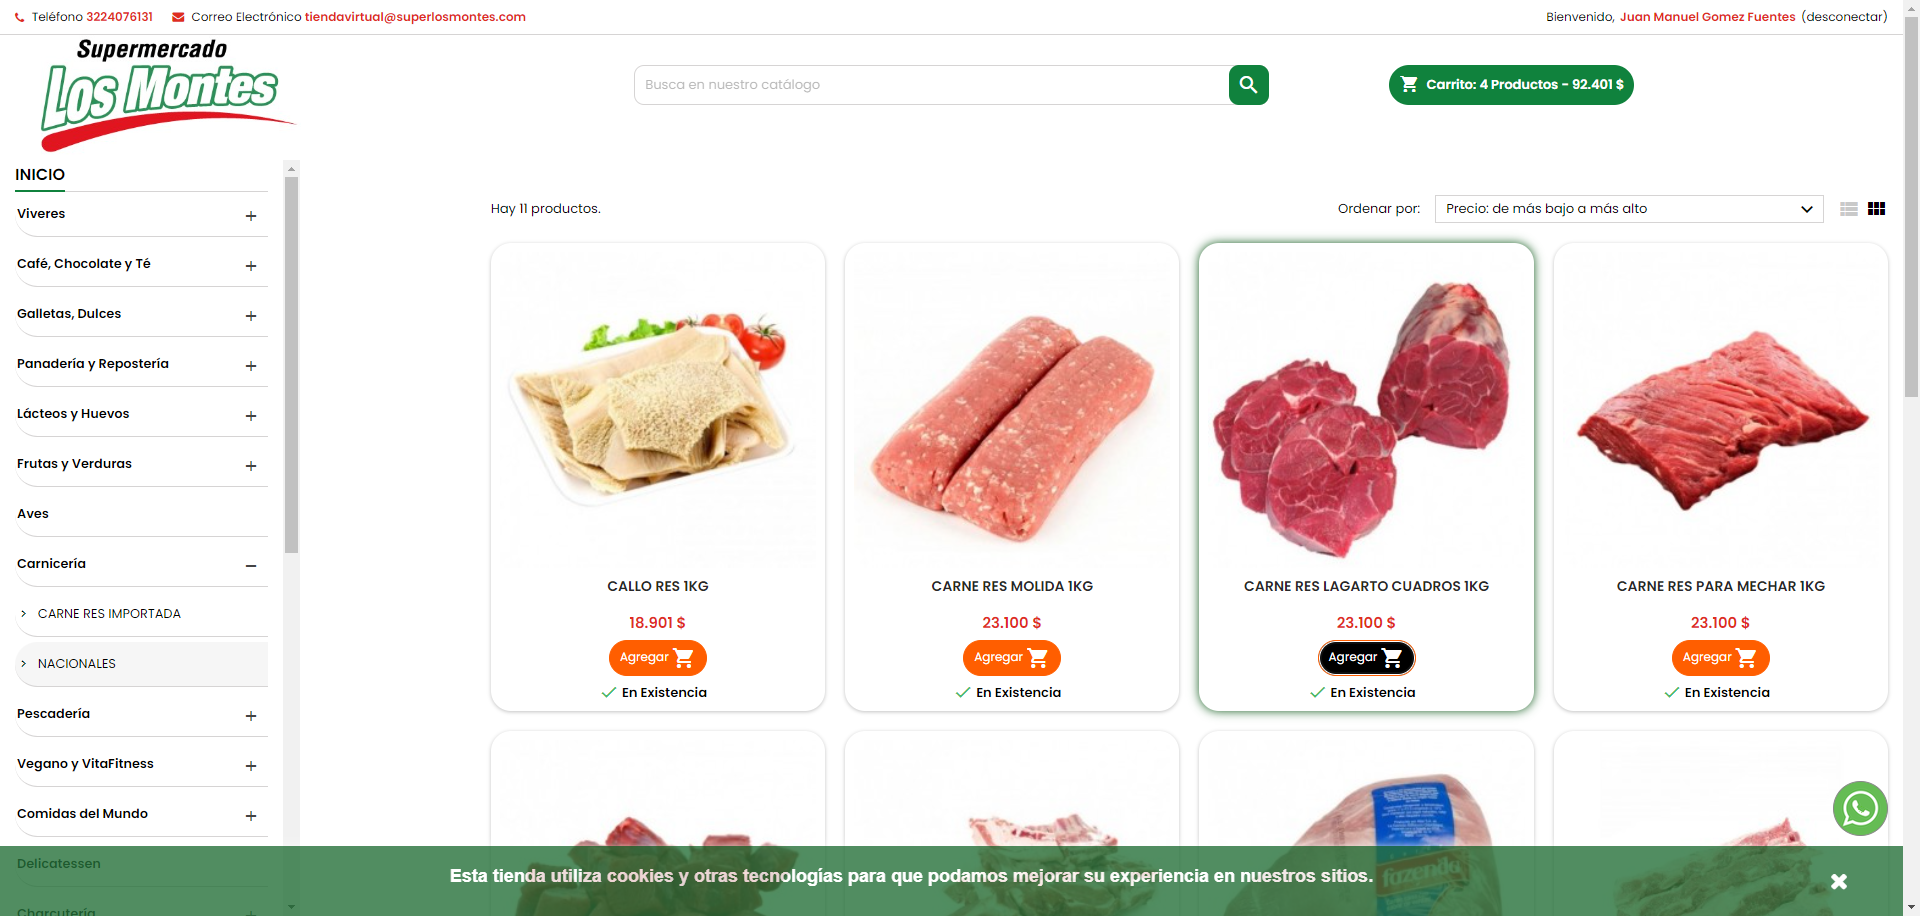 Teléfono 3224076131
Correo Electrónico tiendavirtual@superlosmontes.com
Bienvenido, Juan Manuel Gomez Fuentes (desconectar)
Supermercado
Los Montes
Busca en nuestro catálogo
Carrito: 4 Productos - 92.401 $
INICIO
Viveres
Café, Chocolate y Té
Galletas, Dulces
Panadería y Repostería
Lácteos y Huevos
Frutas y Verduras
Aves
Carnicería
CARNE RES IMPORTADA
NACIONALES
Pescadería
Vegano y VitaFitness
Comidas del Mundo
Delicatessen
Charcutería
Hay 11 productos.
Ordenar por:
Precio: de más bajo a más alto
CALLO RES 1KG
18.901 $
Agregar
En Existencia
CARNE RES MOLIDA 1KG
23.100 $
Agregar
En Existencia
CARNE RES LAGARTO CUADROS 1KG
23.100 $
Agregar
En Existencia
CARNE RES PARA MECHAR 1KG
23.100 $
Agregar
En Existencia
fazenda
Esta tienda utiliza cookies y otras tecnologías para que podamos mejorar su experiencia en nuestros sitios.